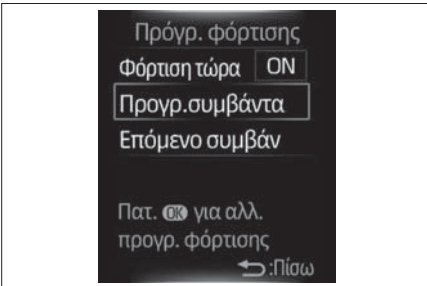 Πρόγρ. φόρτισης
Φόρτιση τώρα ON
Προγρ.συμβάντα
Επόμενο συμβάν
Πατ. OK για αλλ.
προγρ. φόρτισης
:Πίσω